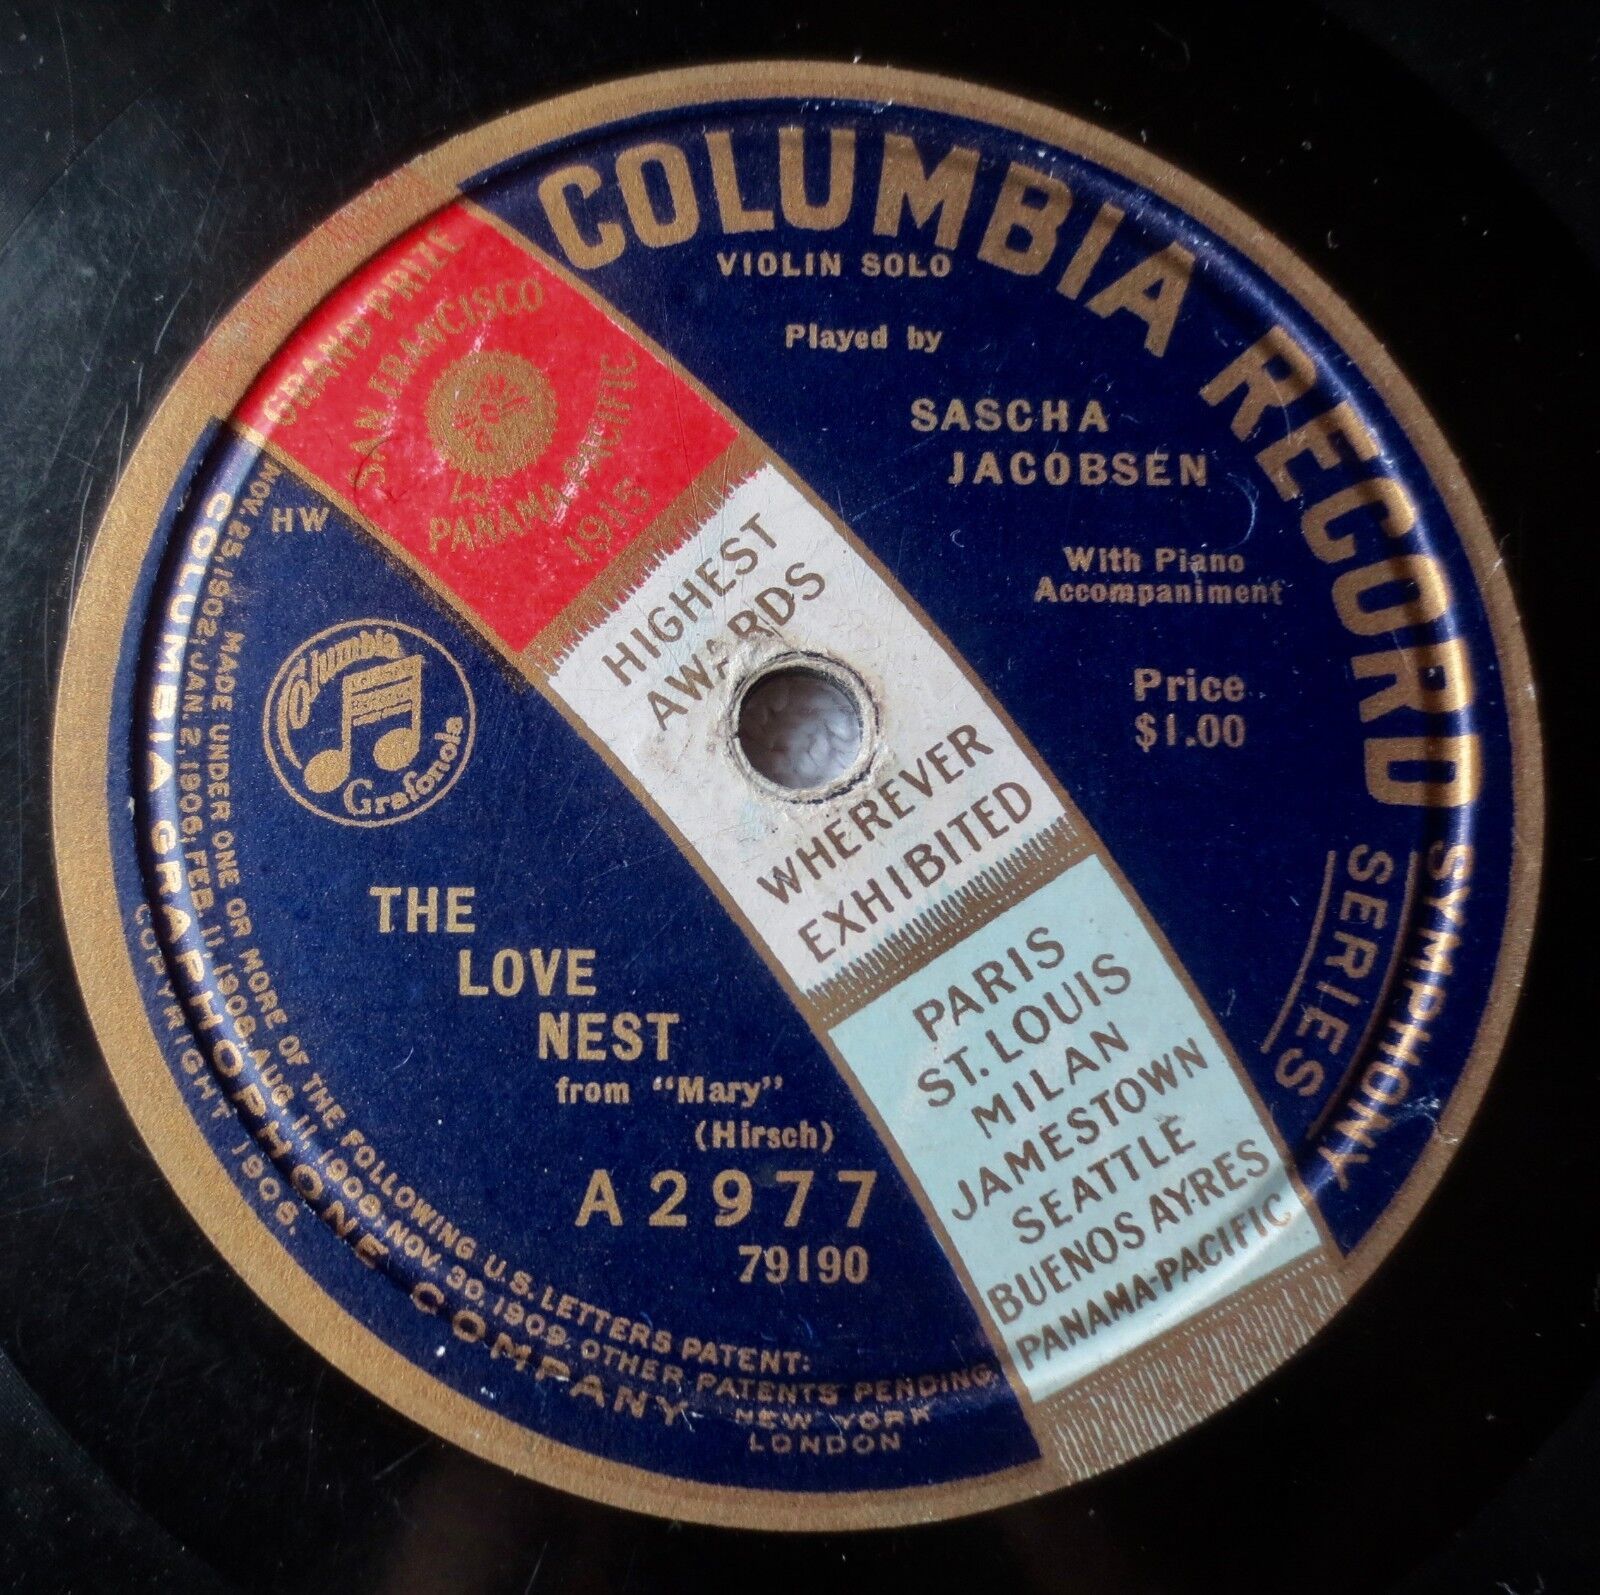 COLUMBIA RECORD
SYMPHONY
SERIES
VIOLIN SOLO
Played by
SASCHA
JACOBSEN
With Piano
Accompaniment
Price
$1.00
GRAND PRIZE
SAN FRANCISCO
PANAMA-PACIFIC
1915
HIGHEST
AWARDS
WHEREVER
EXHIBITED
PARIS
ST. LOUIS
MILAN
JAMESTOWN
SEATTLE
BUENOS AYRES
PANAMA-PACIFIC
HW
Columbia
Grafonola
THE
LOVE
NEST
from "Mary"
(Hirsch)
A2977
79190
MADE UNDER ONE OR MORE OF THE FOLLOWING U.S. LETTERS PATENT:
NOV. 25, 1902, JAN. 2, 1906, FEB. 11, 1908, AUG. 11, 1908, NOV. 30, 1909. OTHER PATENTS PENDING.
COLUMBIA GRAPHOPHONE COMPANY
NEW YORK
LONDON
COPYRIGHT, 1908.